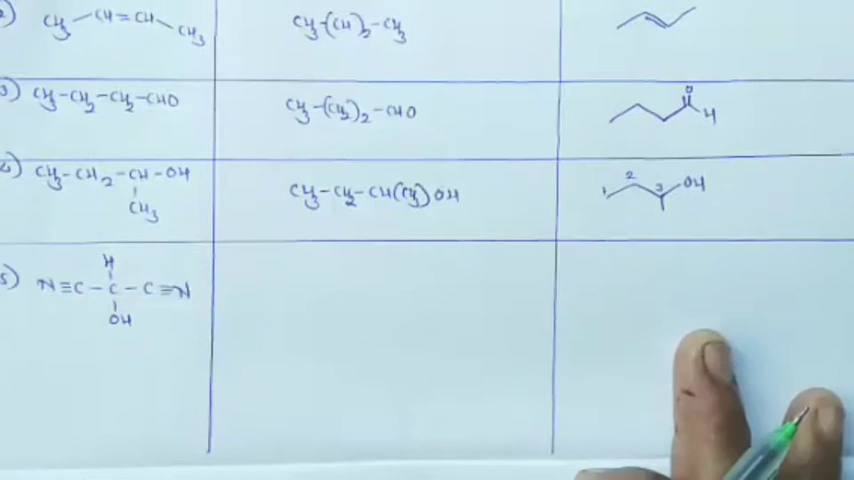 2) CH₃-CH=CH-CH₃
CH₃-(CH)₂-CH₃
3) CH₃-CH₂-CH₂-CHO
CH₃-(CH₂)₂-CHO
O
H
4) CH₃-CH₂-CH-OH
CH₃
CH₃-CH₂-CH(CH₃)OH
1 2 3 OH
5) N≡C-C-C≡N
H
OH